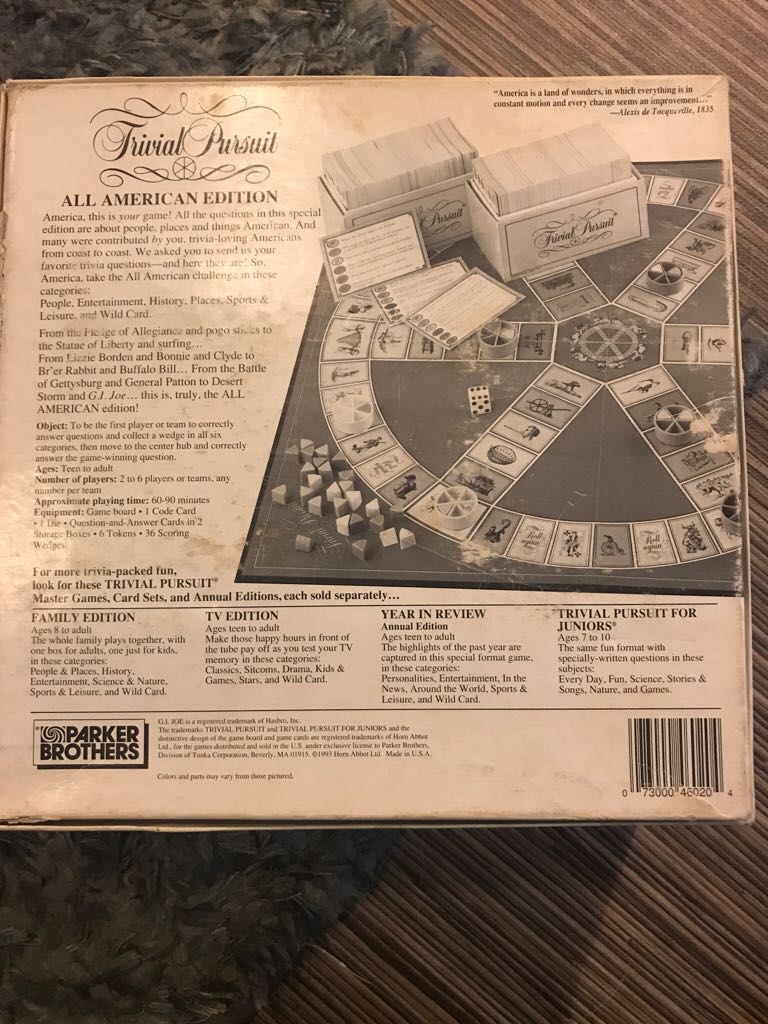 "America is a land of wonders, in which everything is in
constant motion and every change seems an improvement..."
—Alexis de Tocqueville, 1835
Trivial Pursuit
ALL AMERICAN EDITION
America, this is your game! All the questions in this special
edition are about people, places and things American. And
many were contributed by you, trivia-loving Americans
from coast to coast. We asked you to send us your
favorite trivia questions—and here they are! So,
America, take the All American challenge in these
categories:
People, Entertainment, History, Places, Sports &
Leisure, and Wild Card.
From the Pledge of Allegiance and pogo sticks to
the Statue of Liberty and surfing...
From Lizzie Borden and Bonnie and Clyde to
Br'er Rabbit and Buffalo Bill... From the Battle
of Gettysburg and General Patton to Desert
Storm and G.I. Joe... this is, truly, the ALL
AMERICAN edition!
Object: To be the first player or team to correctly
answer questions and collect a wedge in all six
categories, then move to the center hub and correctly
answer the game-winning question.
Ages: Teen to adult
Number of players: 2 to 6 players or teams, any
number per team
Approximate playing time: 60-90 minutes
Equipment: Game board • 1 Code Card
• 1 Die • Question-and-Answer Cards in 2
Storage Boxes • 6 Tokens • 36 Scoring
Wedges
Trivial Pursuit
Trivial Pursuit
Roll again
Roll again
For more trivia-packed fun,
look for these TRIVIAL PURSUIT®
Master Games, Card Sets, and Annual Editions, each sold separately...
FAMILY EDITION
Ages 8 to adult
The whole family plays together, with
one box for adults, one just for kids,
in these categories:
People & Places, History,
Entertainment, Science & Nature,
Sports & Leisure, and Wild Card.
TV EDITION
Ages teen to adult
Make those happy hours in front of
the tube pay off as you test your TV
memory in these categories:
Classics, Sitcoms, Drama, Kids &
Games, Stars, and Wild Card.
YEAR IN REVIEW
Annual Edition
Ages teen to adult
The highlights of the past year are
captured in this special format game,
in these categories:
Personalities, Entertainment, In the
News, Around the World, Sports &
Leisure, and Wild Card.
TRIVIAL PURSUIT FOR
JUNIORS®
Ages 7 to 10
The same fun format with
specially-written questions in these
subjects:
Every Day, Fun, Science, Stories &
Songs, Nature, and Games.
PARKER
BROTHERS
G.I. JOE is a registered trademark of Hasbro, Inc.
The trademarks TRIVIAL PURSUIT and TRIVIAL PURSUIT FOR JUNIORS and the
distinctive design of the game board and game cards are registered trademarks of Horn Abbot
Ltd., for the games distributed and sold in the U.S. under exclusive license to Parker Brothers,
Division of Tonka Corporation, Beverly, MA 01915. ©1993 Horn Abbot Ltd. Made in U.S.A.
Colors and parts may vary from those pictured.
0 73000 46020 4